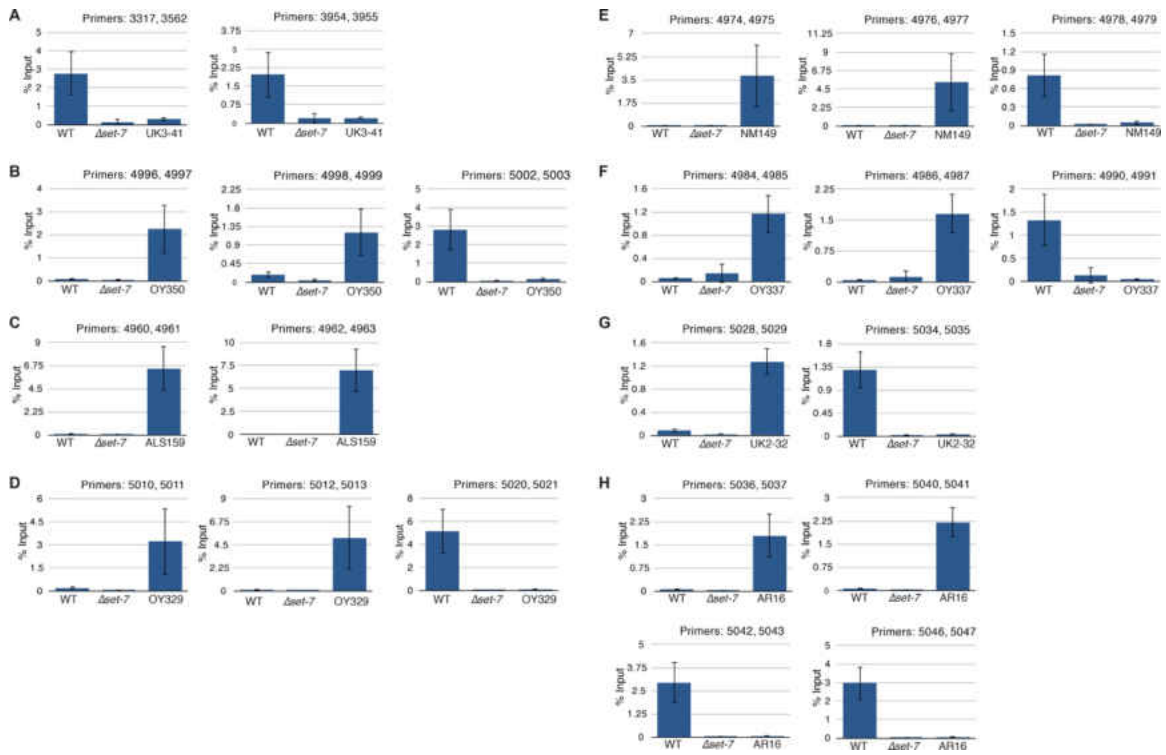 A
Primers: 3317, 3562
% Input
5
4
3
2
1
0
WT Δset-7 UK3-41
Primers: 3954, 3955
% Input
3.75
3
2.25
1.5
0.75
0
WT Δset-7 UK3-41
B
Primers: 4996, 4997
% Input
4
3
2
1
0
WT Δset-7 OY350
Primers: 4998, 4999
% Input
2.25
1.8
1.35
0.9
0.45
0
WT Δset-7 OY350
Primers: 5002, 5003
% Input
4
3
2
1
0
WT Δset-7 OY350
C
Primers: 4960, 4961
% Input
9
6.75
4.5
2.25
0
WT Δset-7 ALS159
Primers: 4962, 4963
% Input
10
7.5
5
2.5
0
WT Δset-7 ALS159
D
Primers: 5010, 5011
% Input
6
4.5
3
1.5
0
WT Δset-7 OY329
Primers: 5012, 5013
% Input
9
6.75
4.5
2.25
0
WT Δset-7 OY329
Primers: 5020, 5021
% Input
8
6
4
2
0
WT Δset-7 OY329
E
Primers: 4974, 4975
% Input
7
5.25
3.5
1.75
0
WT Δset-7 NM149
Primers: 4976, 4977
% Input
11.25
9
6.75
4.5
2.25
0
WT Δset-7 NM149
Primers: 4978, 4979
% Input
1.5
1.2
0.9
0.6
0.3
0
WT Δset-7 NM149
F
Primers: 4984, 4985
% Input
1.6
1.2
0.8
0.4
0
WT Δset-7 OY337
Primers: 4986, 4987
% Input
2.25
1.5
0.75
0
WT Δset-7 OY337
Primers: 4990, 4991
% Input
2
1.5
1
0.5
0
WT Δset-7 OY337
G
Primers: 5028, 5029
% Input
1.6
1.2
0.8
0.4
0
WT Δset-7 UK2-32
Primers: 5034, 5035
% Input
1.8
1.35
0.9
0.45
0
WT Δset-7 UK2-32
H
Primers: 5036, 5037
% Input
3
2.25
1.5
0.75
0
WT Δset-7 AR16
Primers: 5040, 5041
% Input
3
2.25
1.5
0.75
0
WT Δset-7 AR16
Primers: 5042, 5043
% Input
5
3.75
2.5
1.25
0
WT Δset-7 AR16
Primers: 5046, 5047
% Input
5
4
3
2
1
0
WT Δset-7 AR16